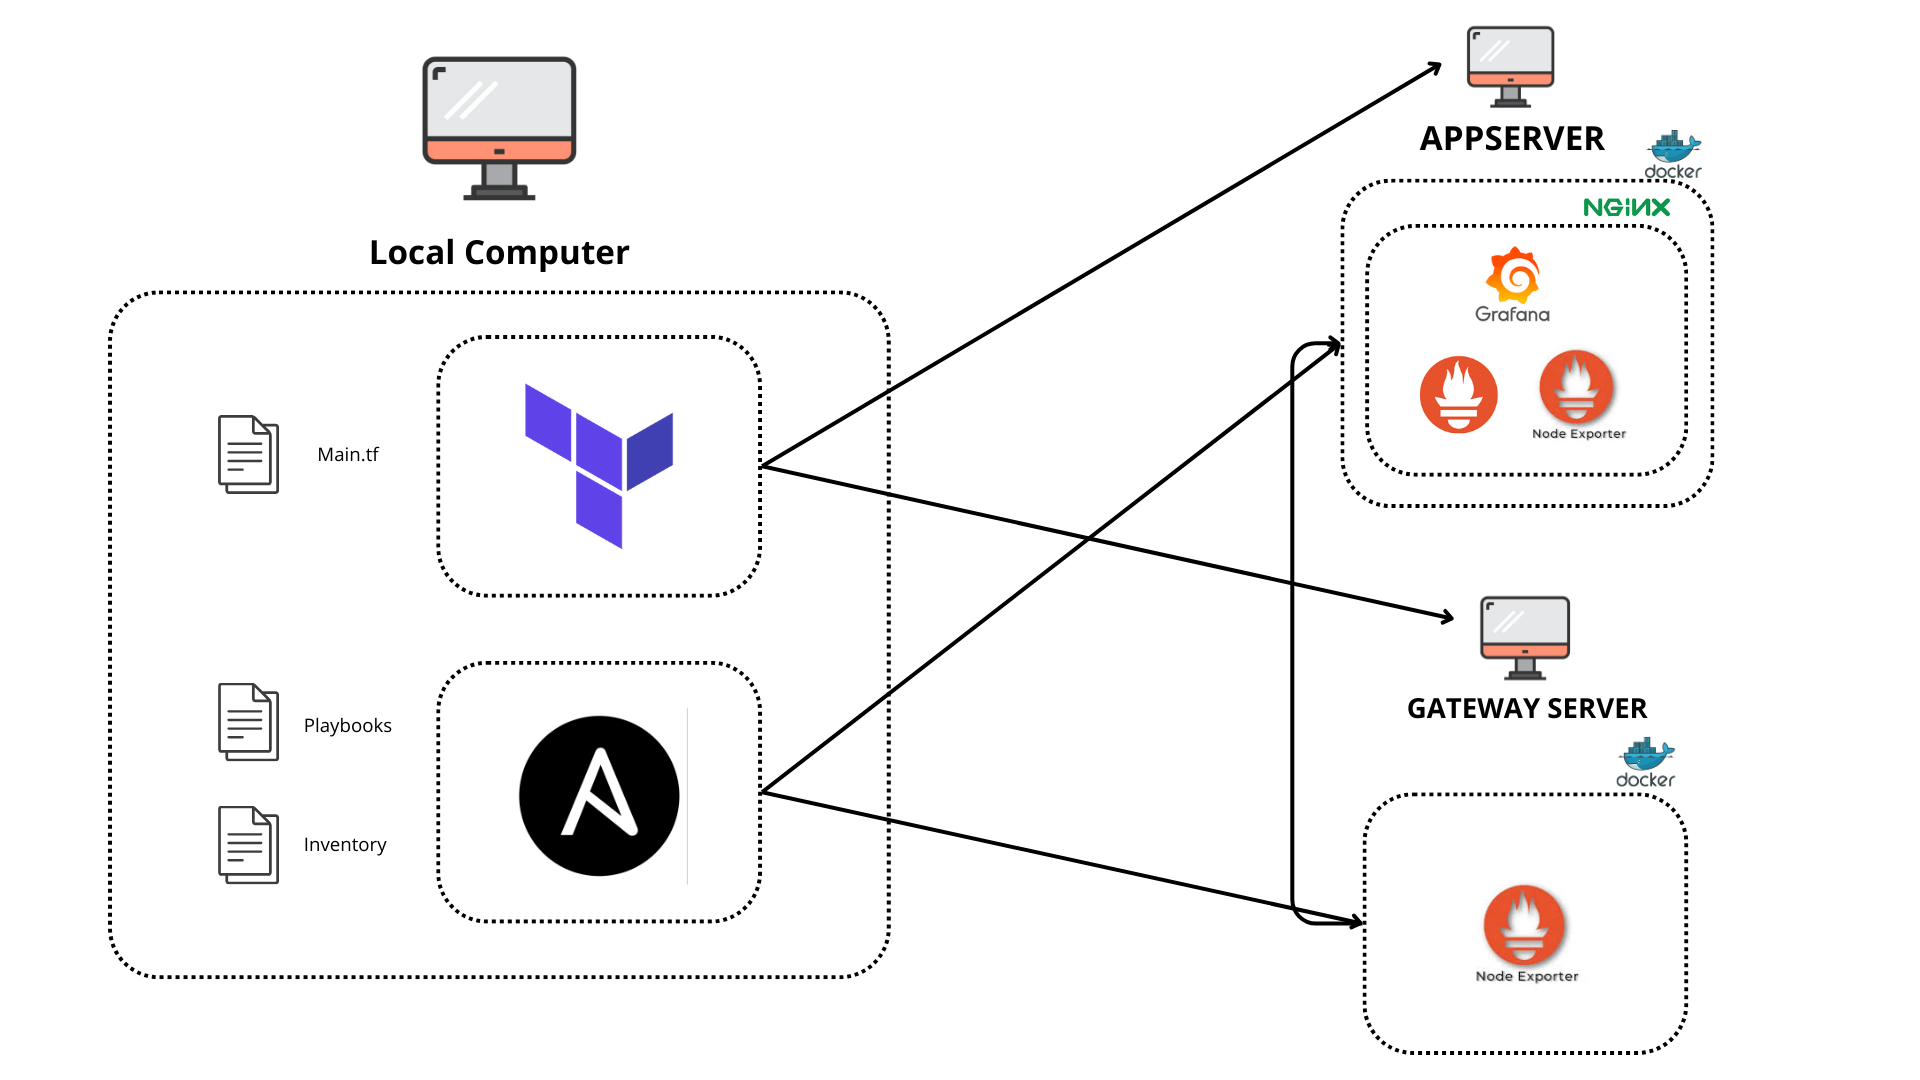 Local Computer
Main.tf
Playbooks
Inventory
APPSERVER
docker
NGINX
Grafana
Node Exporter
GATEWAY SERVER
docker
Node Exporter